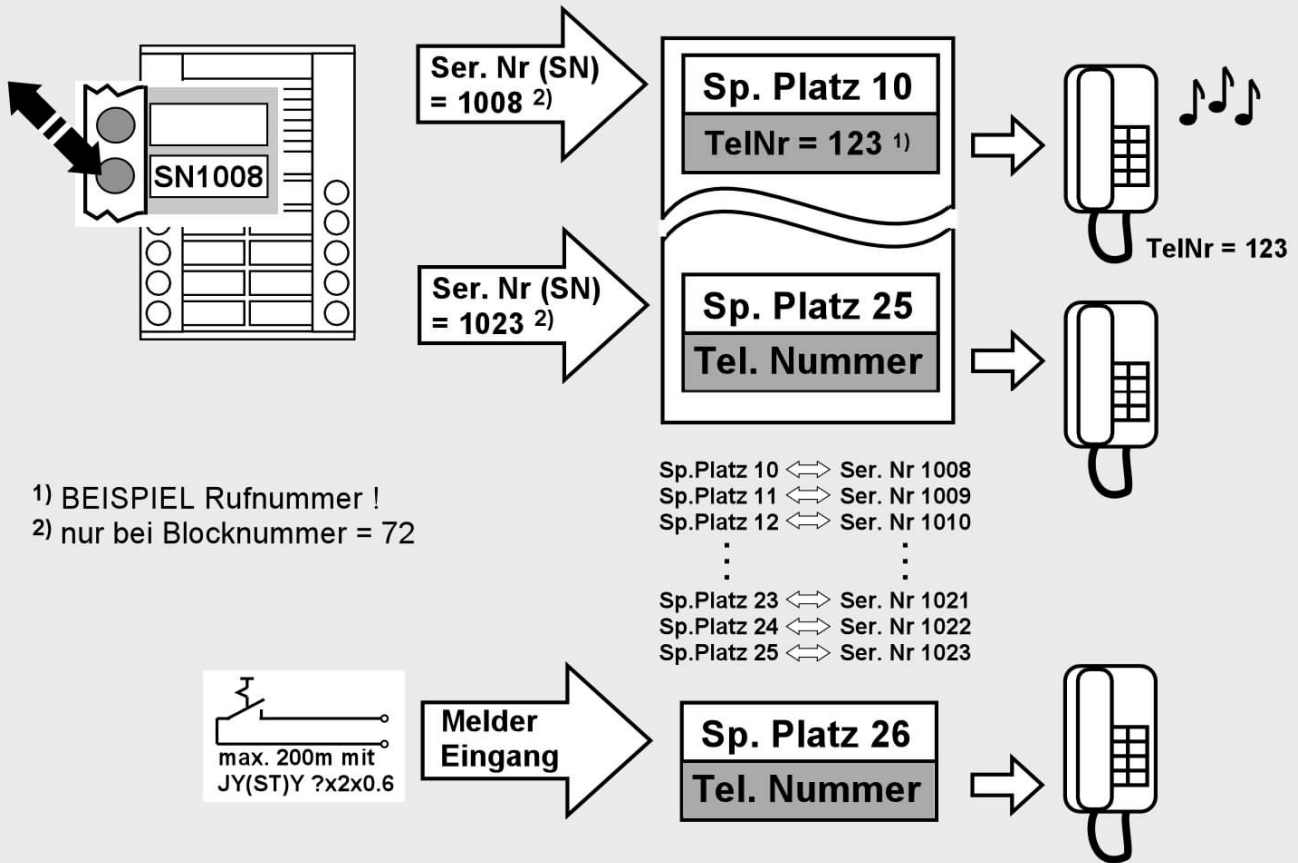 SN1008
Ser. Nr (SN)
= 1008 2)
Sp. Platz 10
TelNr = 123 1)
TelNr = 123
Ser. Nr (SN)
= 1023 2)
Sp. Platz 25
Tel. Nummer
1) BEISPIEL Rufnummer !
2) nur bei Blocknummer = 72
Sp.Platz 10 Ser. Nr 1008
Sp.Platz 11 Ser. Nr 1009
Sp.Platz 12 Ser. Nr 1010
Sp.Platz 23 Ser. Nr 1021
Sp.Platz 24 Ser. Nr 1022
Sp.Platz 25 Ser. Nr 1023
max. 200m mit
JY(ST)Y ?x2x0.6
Melder
Eingang
Sp. Platz 26
Tel. Nummer